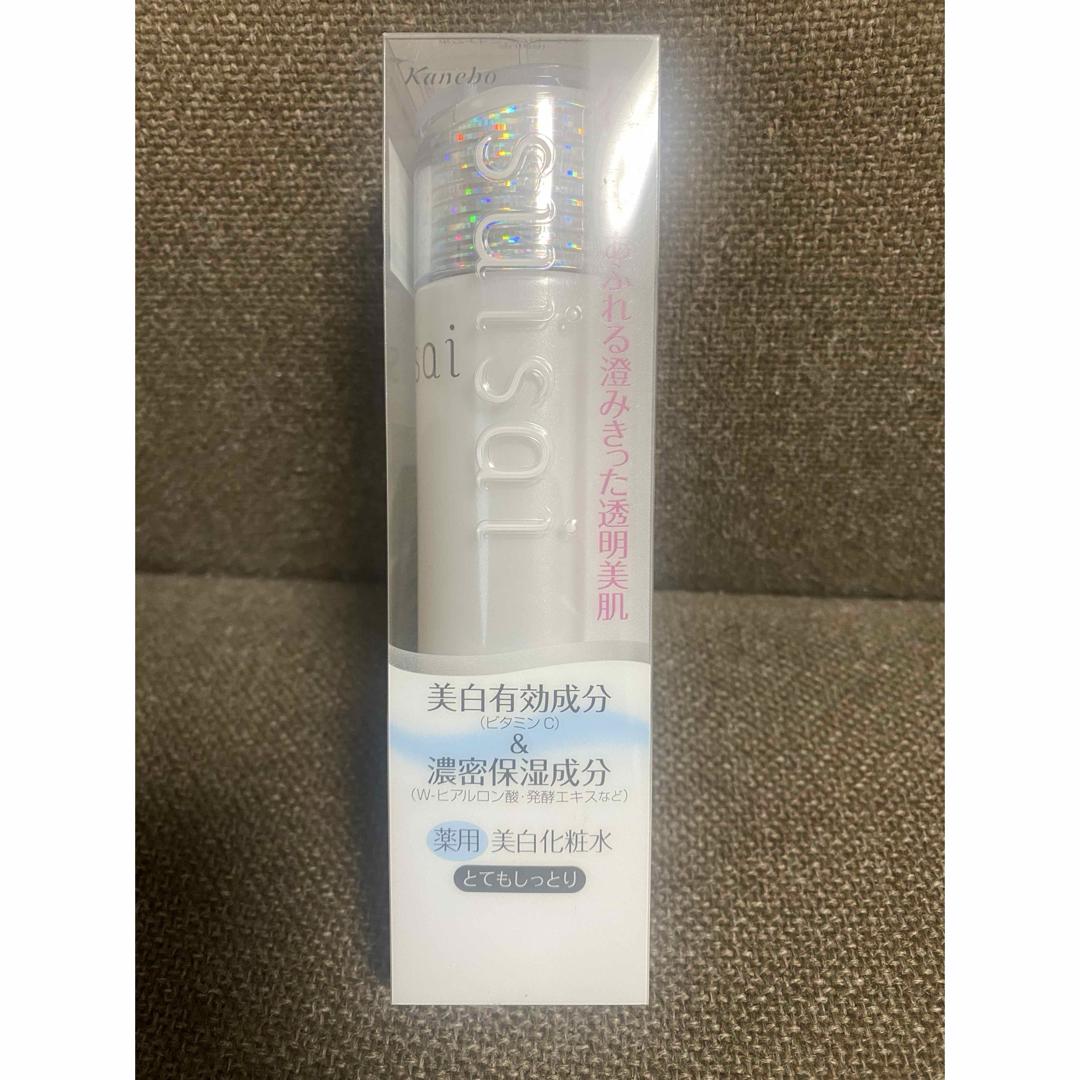 Kanebo
suisai
sai
あふれる澄みきった透明美肌
美白有効成分
(ビタミンC)
&
濃密保湿成分
(W-ヒアルロン酸・発酵エキスなど)
薬用 美白化粧水
とてもしっとり